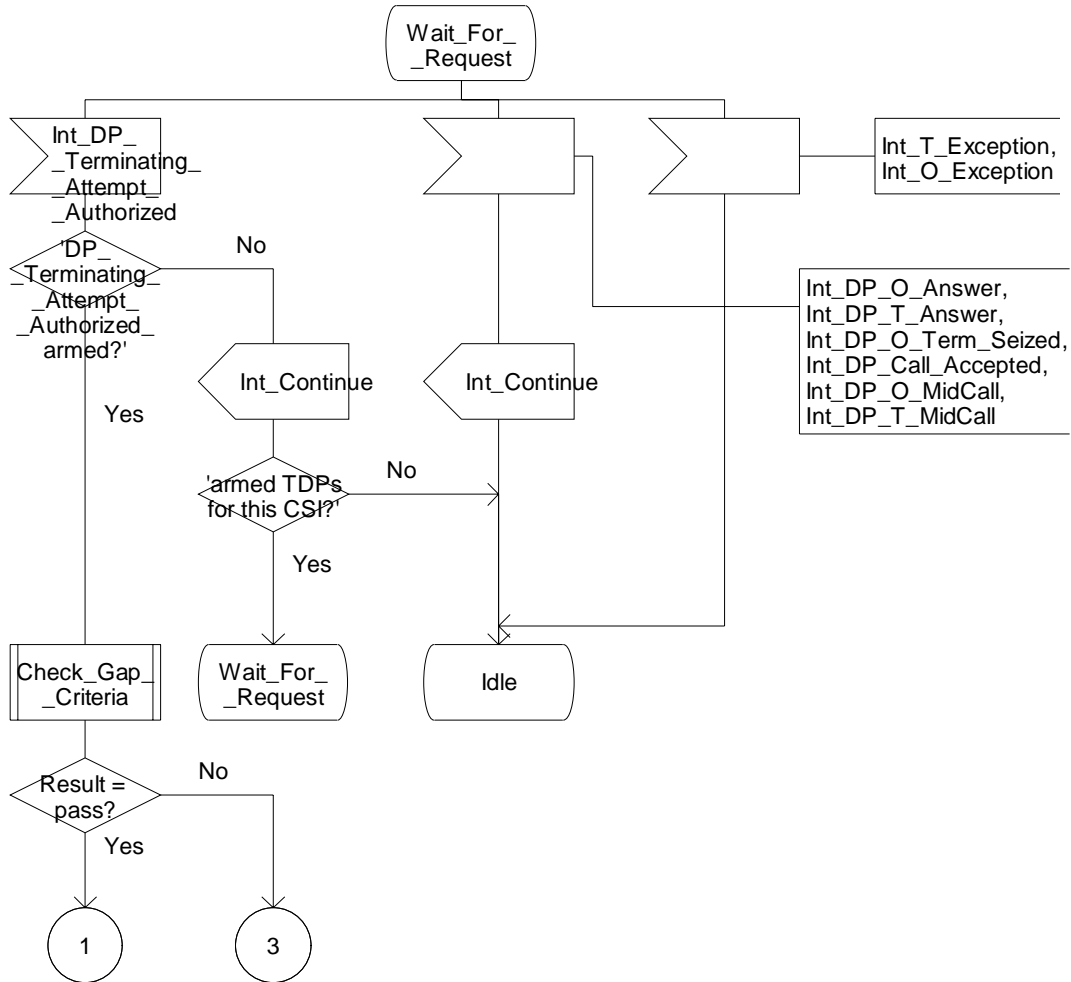 Wait_For_
_Request
Int_DP_
_Terminating_
_Attempt_
_Authorized
Int_T_Exception,
Int_O_Exception
'DP_
_Terminating_
_Attempt_
_Authorized_
armed?'
No
Int_DP_O_Answer,
Int_DP_T_Answer,
Int_DP_O_Term_Seized,
Int_DP_Call_Accepted,
Int_DP_O_MidCall,
Int_DP_T_MidCall
Int_Continue
Int_Continue
Yes
'armed TDPs
for this CSI?'
No
Yes
Check_Gap_
_Criteria
Wait_For_
_Request
Idle
Result =
pass?
No
Yes
1
3